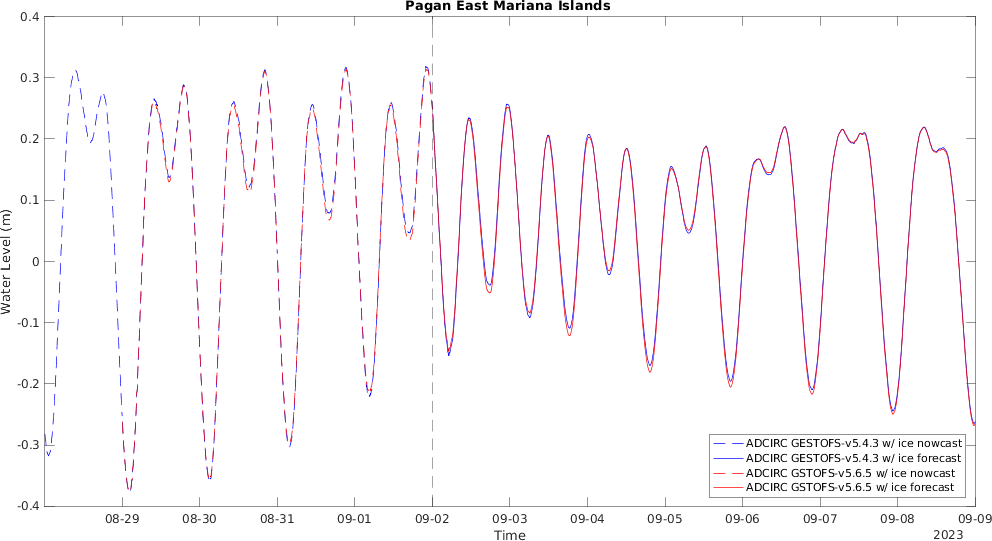 Pagan East Mariana Islands
0.4
0.3
0.2
0.1
0
-0.1
-0.2
-0.3
-0.4
Water Level (m)
ADCIRC GESTOFS-v5.4.3 w/ ice nowcast
ADCIRC GESTOFS-v5.4.3 w/ ice forecast
ADCIRC GSTOFS-v5.6.5 w/ ice nowcast
ADCIRC GSTOFS-v5.6.5 w/ ice forecast
08-29 08-30 08-31 09-01 09-02 09-03 09-04 09-05 09-06 09-07 09-08 09-09
Time
2023